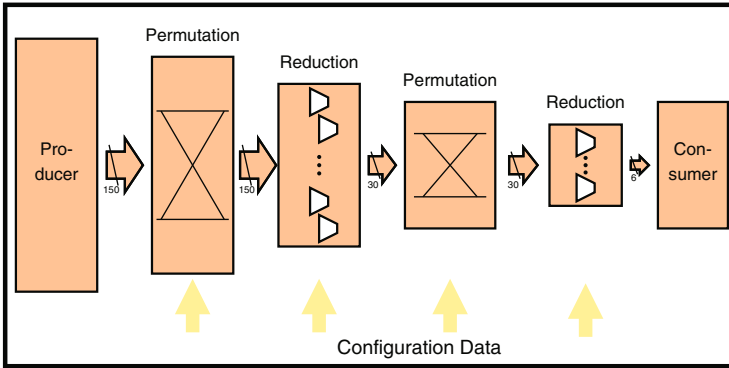 Permutation
Reduction
Permutation
Reduction
Pro-
ducer
Con-
sumer
150
150
30
30
6
Configuration Data